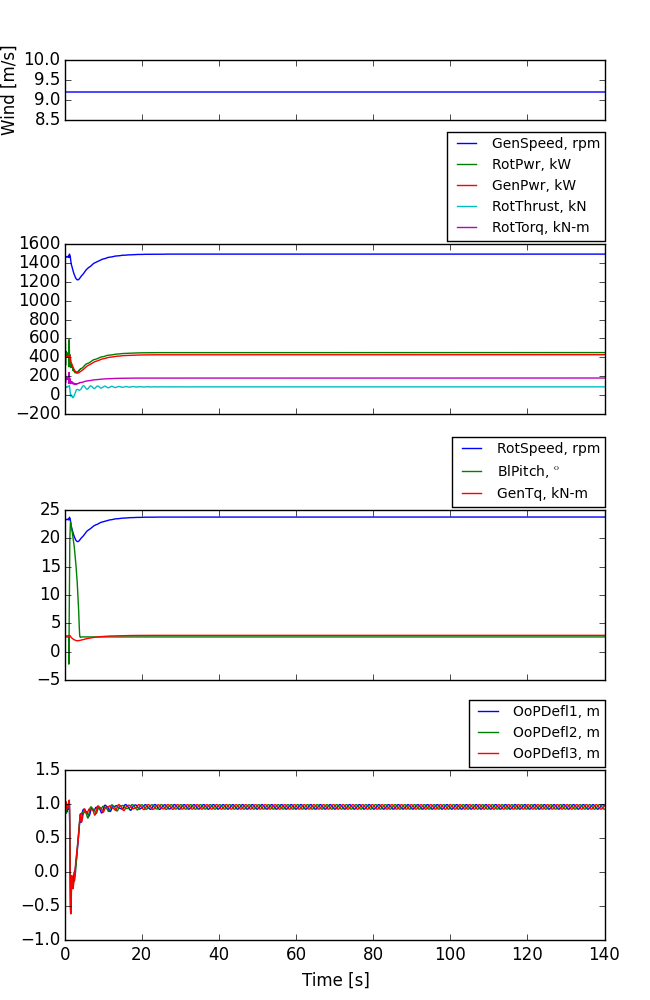 Wind [m/s]
10.0
9.5
9.0
8.5
GenSpeed, rpm
RotPwr, kW
GenPwr, kW
RotThrust, kN
RotTorq, kN-m
1600
1400
1200
1000
800
600
400
200
0
−200
RotSpeed, rpm
BlPitch, °
GenTq, kN-m
25
20
15
10
5
0
−5
OoPDefl1, m
OoPDefl2, m
OoPDefl3, m
1.5
1.0
0.5
0.0
−0.5
−1.0
0 20 40 60 80 100 120 140
Time [s]